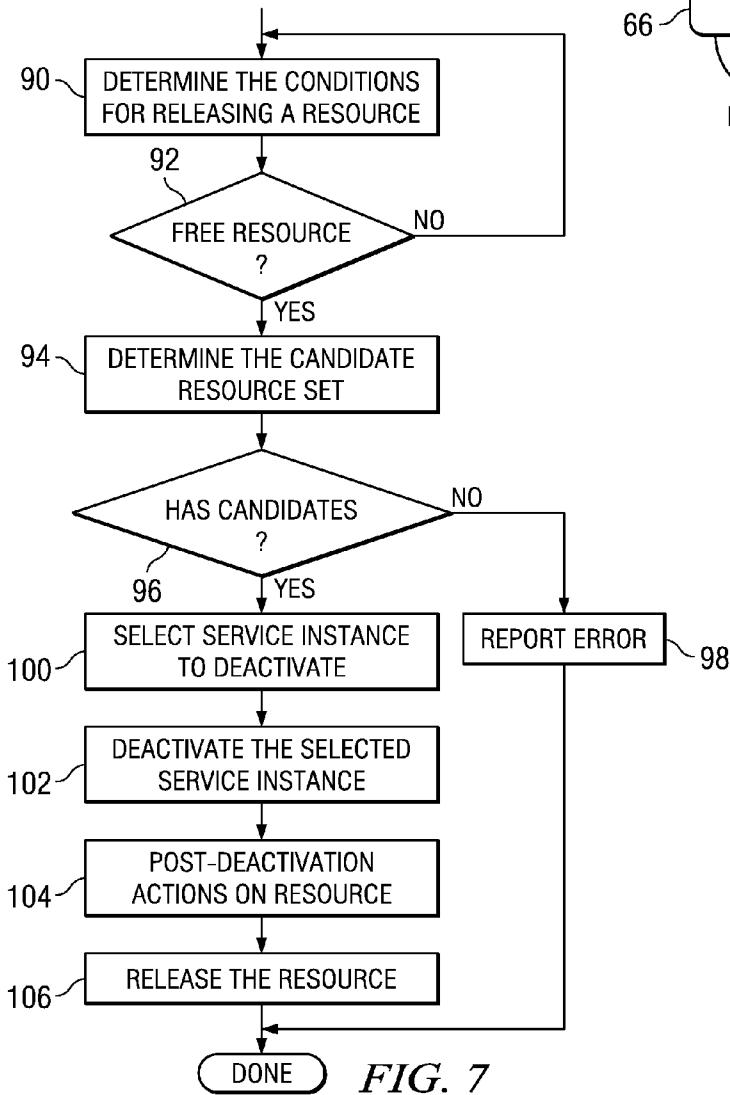 66
90
DETERMINE THE CONDITIONS
FOR RELEASING A RESOURCE
92
FREE RESOURCE
?
NO
YES
94
DETERMINE THE CANDIDATE
RESOURCE SET
HAS CANDIDATES
?
NO
96
YES
100
SELECT SERVICE INSTANCE
TO DEACTIVATE
REPORT ERROR
98
102
DEACTIVATE THE SELECTED
SERVICE INSTANCE
104
POST-DEACTIVATION
ACTIONS ON RESOURCE
106
RELEASE THE RESOURCE
DONE
FIG. 7